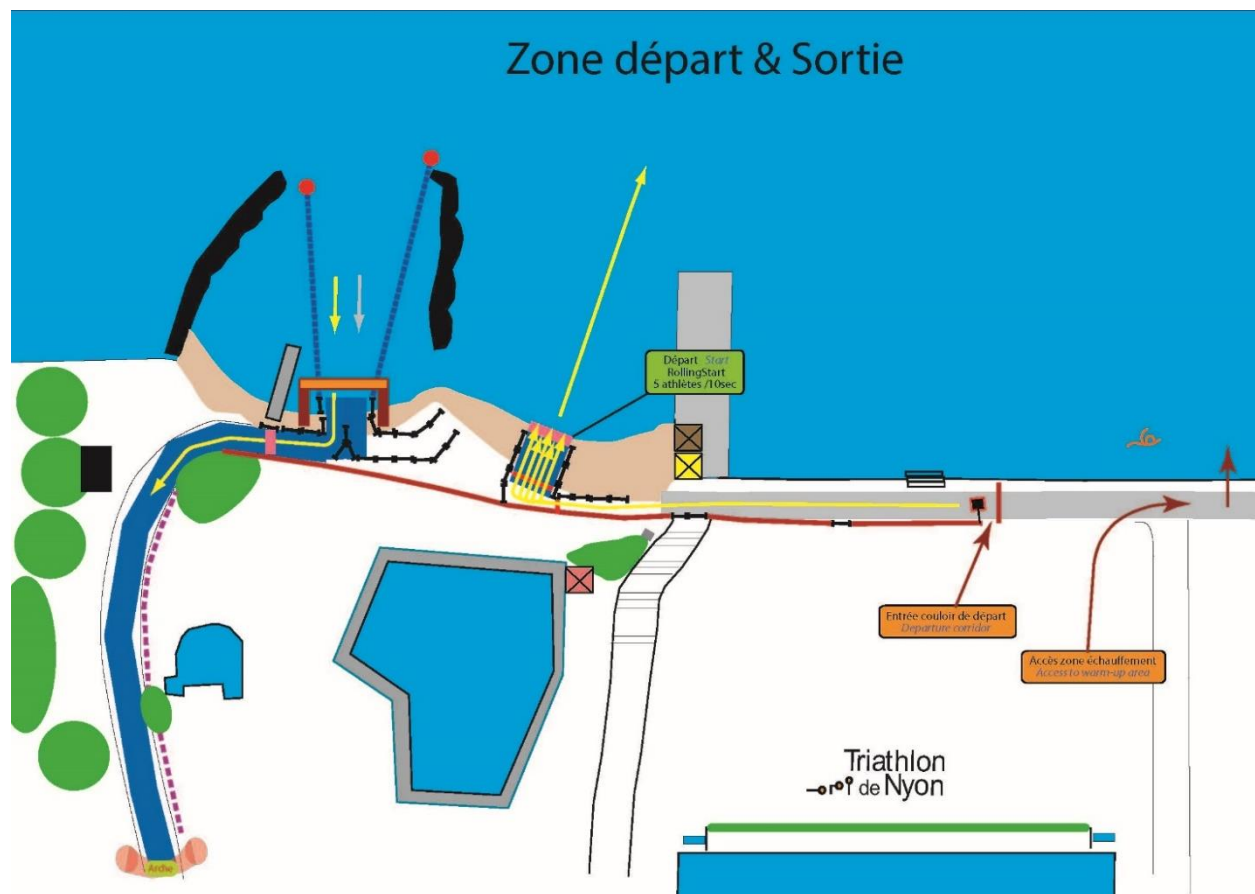 Zone départ & Sortie
Départ Start
RollingStart
5 athlètes /10sec
Entrée couloir de départ
Departure corridor
Accès zone échauffement
Access to warm-up area
Triathlon
de Nyon
Arche